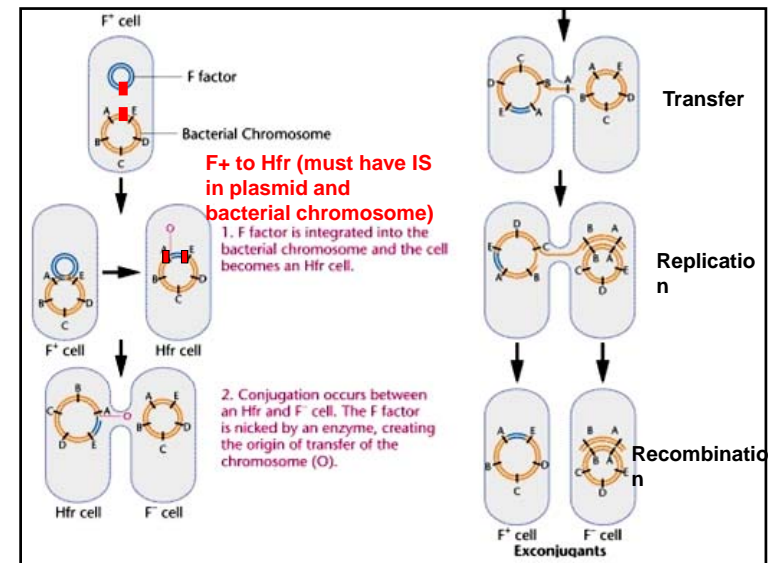 F⁺ cell
F factor
A
E
B
D
C
Bacterial Chromosome
F+ to Hfr (must have IS
in plasmid and
bacterial chromosome)
1. F factor is integrated into the
bacterial chromosome and the cell
becomes an Hfr cell.
A
E
B
D
C
F⁺ cell
O
A
E
B
D
C
Hfr cell
B
C
A
O
D
E
Hfr cell
A
E
B
D
C
F⁻ cell
2. Conjugation occurs between
an Hfr and F⁻ cell. The F factor
is nicked by an enzyme, creating
the origin of transfer of the
chromosome (O).
C
D
B
A
E
A
A
E
B
D
C
Transfer
D
E
C
A
B
B
A
B
A
C
E
D
Replicatio
n
A
E
B
D
C
F⁺ cell
B
A
B
A
C
E
D
F⁻ cell
Recombinatio
n
Exconjugants